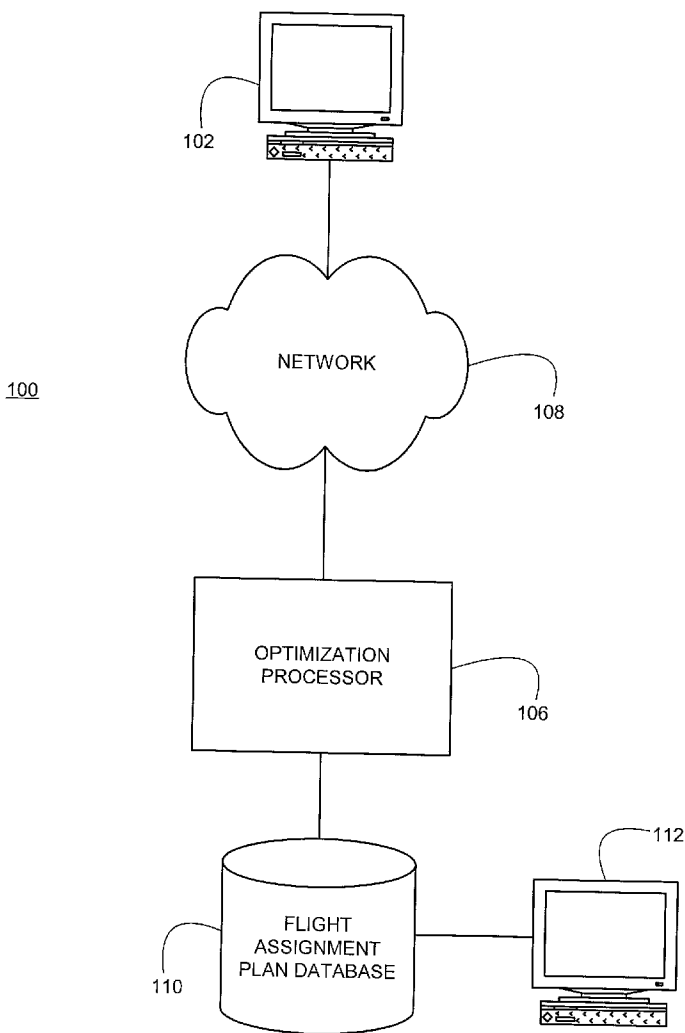 102
NETWORK
100
108
OPTIMIZATION
PROCESSOR
106
112
FLIGHT
ASSIGNMENT
PLAN DATABASE
110